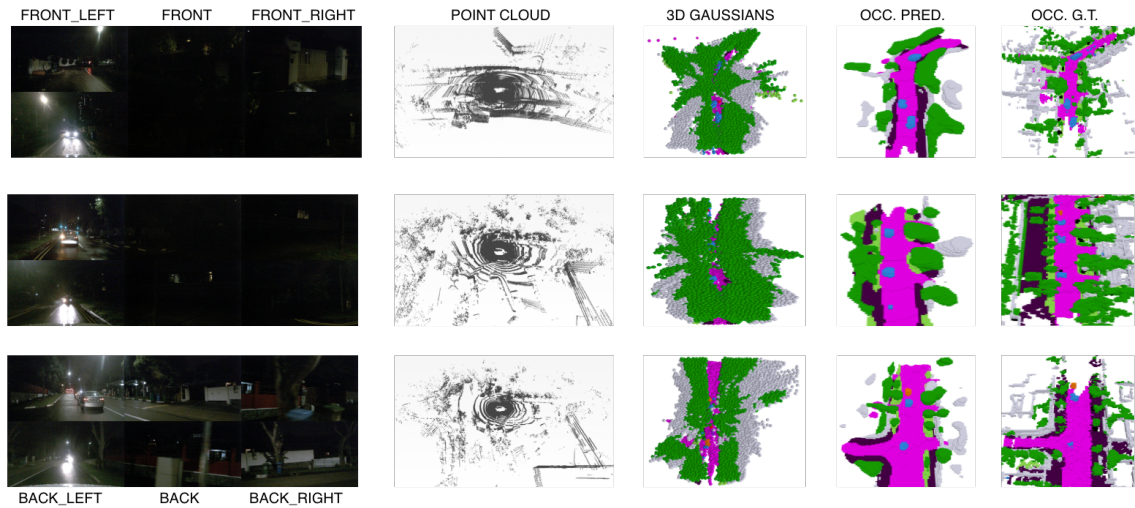 FRONT_LEFT FRONT FRONT_RIGHT POINT CLOUD 3D GAUSSIANS OCC. PRED. OCC. G.T.
BACK_LEFT BACK BACK_RIGHT